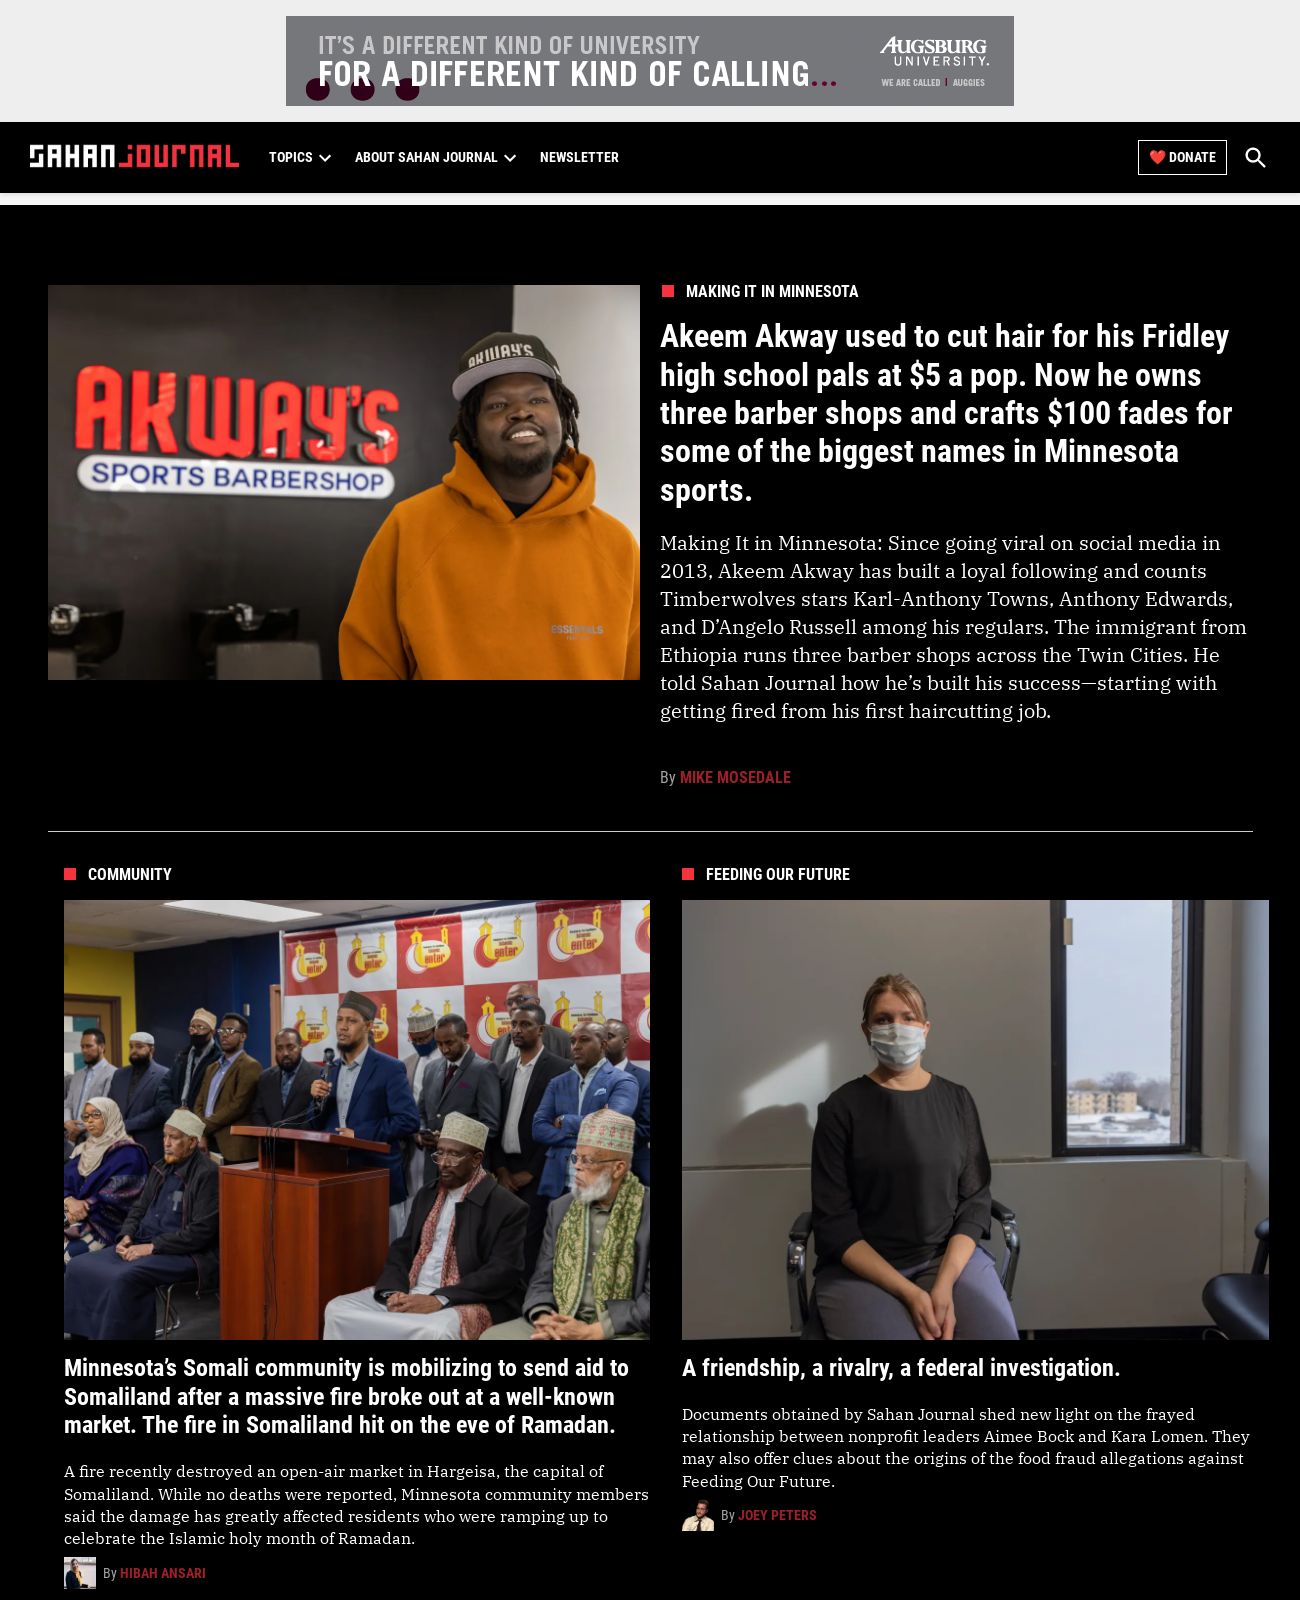 IT'S A DIFFERENT KIND OF UNIVERSITY
FOR A DIFFERENT KIND OF CALLING...
AUGSBURG
UNIVERSITY.
WE ARE CALLED | AUGGIES
SAHAN JOURNAL
TOPICS
ABOUT SAHAN JOURNAL
NEWSLETTER
❤️ DONATE
AKWAY'S
SPORTS BARBERSHOP
AKWAY'S
ESSENTIALS
MAKING IT IN MINNESOTA
Akeem Akway used to cut hair for his Fridley
high school pals at $5 a pop. Now he owns
three barber shops and crafts $100 fades for
some of the biggest names in Minnesota
sports.
Making It in Minnesota: Since going viral on social media in
2013, Akeem Akway has built a loyal following and counts
Timberwolves stars Karl-Anthony Towns, Anthony Edwards,
and D’Angelo Russell among his regulars. The immigrant from
Ethiopia runs three barber shops across the Twin Cities. He
told Sahan Journal how he’s built his success—starting with
getting fired from his first haircutting job.
By MIKE MOSEDALE
COMMUNITY
Minnesota’s Somali community is mobilizing to send aid to
Somaliland after a massive fire broke out at a well-known
market. The fire in Somaliland hit on the eve of Ramadan.
A fire recently destroyed an open-air market in Hargeisa, the capital of
Somaliland. While no deaths were reported, Minnesota community members
said the damage has greatly affected residents who were ramping up to
celebrate the Islamic holy month of Ramadan.
By HIBAH ANSARI
FEEDING OUR FUTURE
A friendship, a rivalry, a federal investigation.
Documents obtained by Sahan Journal shed new light on the frayed
relationship between nonprofit leaders Aimee Bock and Kara Lomen. They
may also offer clues about the origins of the food fraud allegations against
Feeding Our Future.
By JOEY PETERS